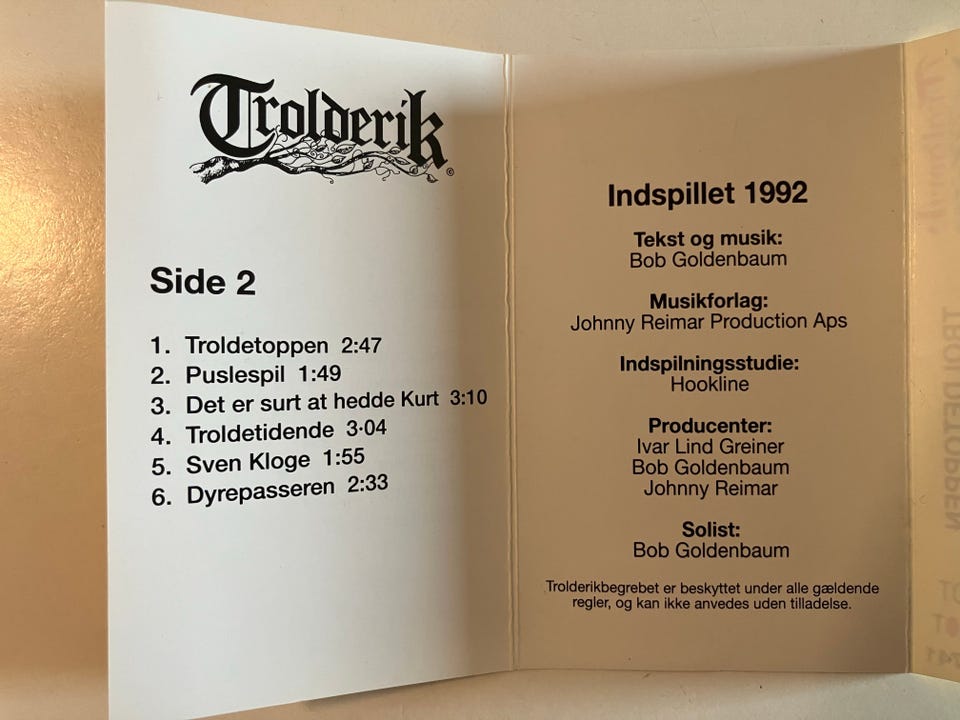 Trolderik
©
Side 2
1. Troldetoppen 2:47
2. Puslespil 1:49
3. Det er surt at hedde Kurt 3:10
4. Troldetidende 3·04
5. Sven Kloge 1:55
6. Dyrepasseren 2:33
Indspillet 1992
Tekst og musik:
Bob Goldenbaum
Musikforlag:
Johnny Reimar Production Aps
Indspilningsstudie:
Hookline
Producenter:
Ivar Lind Greiner
Bob Goldenbaum
Johnny Reimar
Solist:
Bob Goldenbaum
Trolderikbegrebet er beskyttet under alle gældende
regler, og kan ikke anvedes uden tilladelse.
TROLDETOPPEN